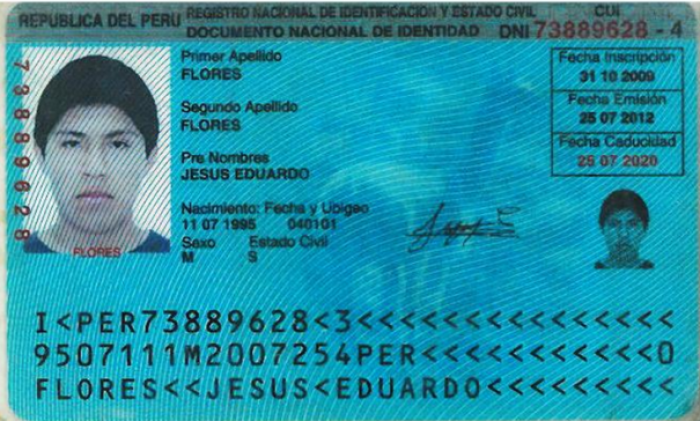 REPUBLICA DEL PERU REGISTRO NACIONAL DE IDENTIFICACION Y ESTADO CIVIL CUI
DOCUMENTO NACIONAL DE IDENTIDAD DNI 73889628 - 4
73889628
FLORES
Primer Apellido
FLORES
Segundo Apellido
FLORES
Pre Nombres
JESUS EDUARDO
Nacimiento: Fecha y Ubigeo
11 07 1995 040101
Sexo Estado Civil
M S
Fecha Inscripción
31 10 2009
Fecha Emisión
25 07 2012
Fecha Caducidad
25 07 2020
I<PER73889628<3<<<<<<<<<<<<<<<
9507111M2007254PER<<<<<<<<<<<0
FLORES<<JESUS<EDUARDO<<<<<<<<<